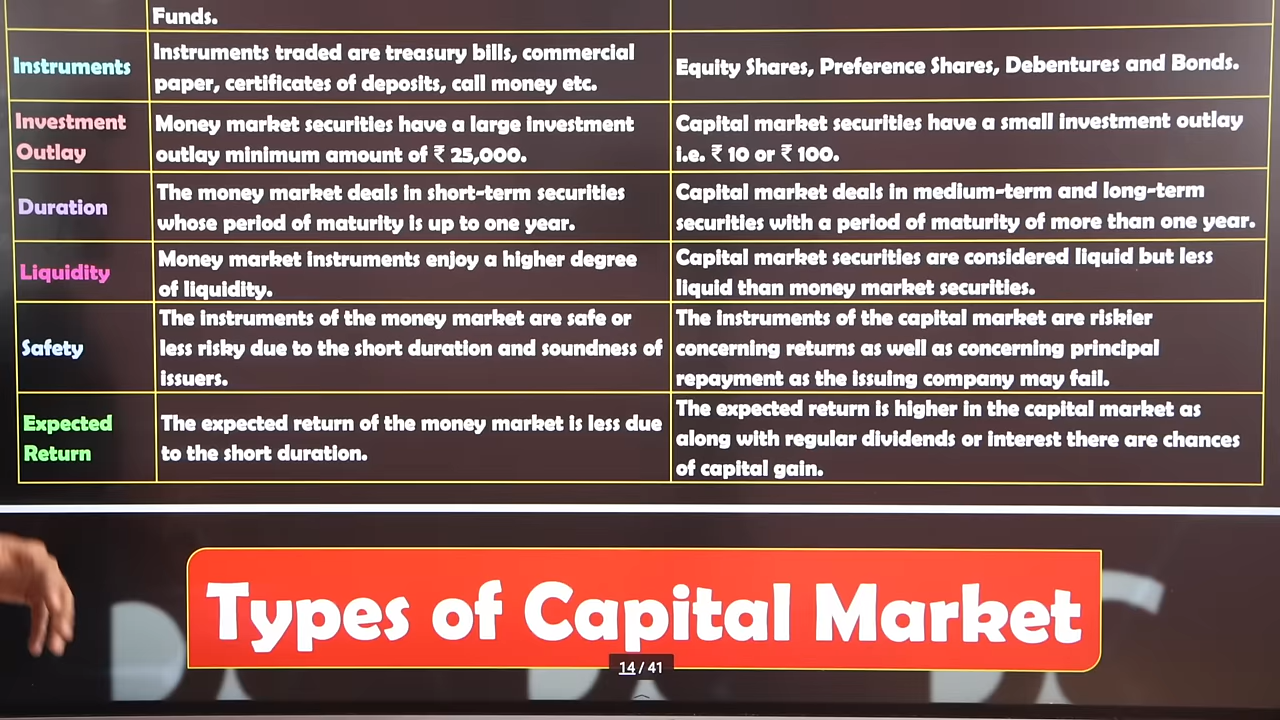 Funds.
Instruments
Instruments traded are treasury bills, commercial
paper, certificates of deposits, call money etc.
Equity Shares, Preference Shares, Debentures and Bonds.
Investment
Outlay
Money market securities have a large investment
outlay minimum amount of ₹ 25,000.
Capital market securities have a small investment outlay
i.e. ₹ 10 or ₹ 100.
Duration
The money market deals in short-term securities
whose period of maturity is up to one year.
Capital market deals in medium-term and long-term
securities with a period of maturity of more than one year.
Liquidity
Money market instruments enjoy a higher degree
of liquidity.
Capital market securities are considered liquid but less
liquid than money market securities.
Safety
The instruments of the money market are safe or
less risky due to the short duration and soundness of
issuers.
The instruments of the capital market are riskier
concerning returns as well as concerning principal
repayment as the issuing company may fail.
Expected
Return
The expected return of the money market is less due
to the short duration.
The expected return is higher in the capital market as
along with regular dividends or interest there are chances
of capital gain.
Types of Capital Market
14 / 41